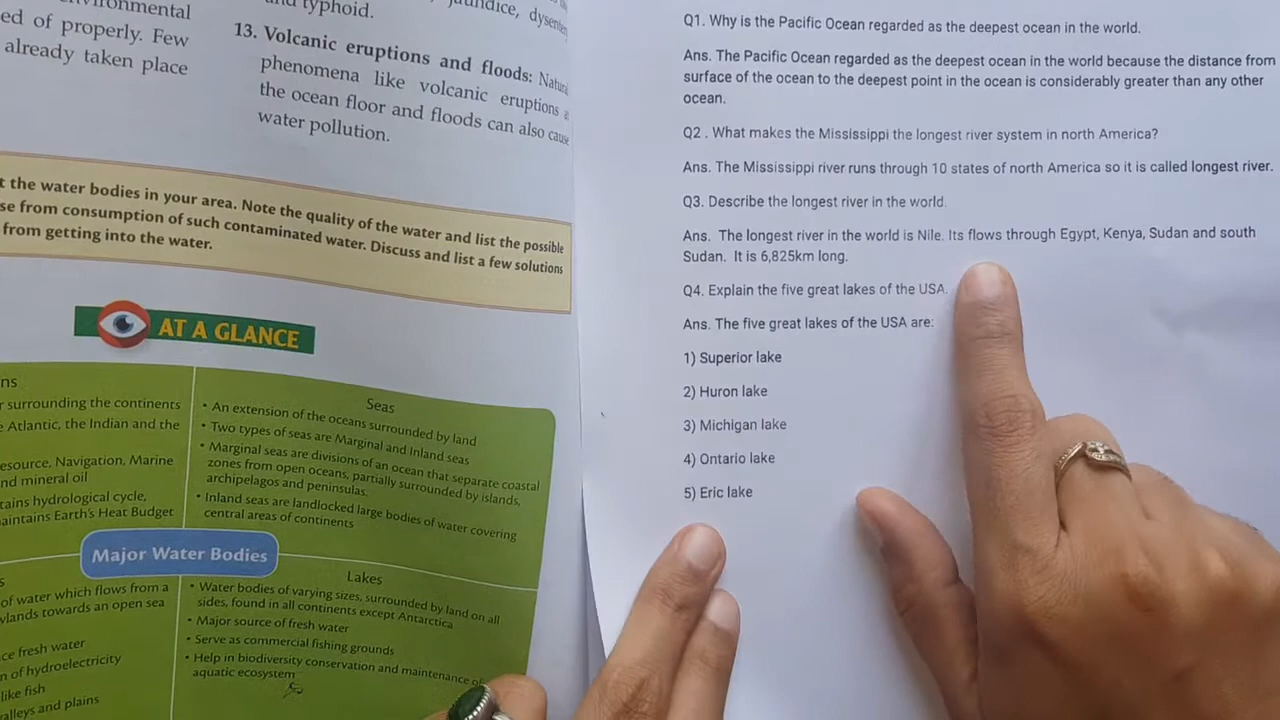 ironmental
ed of properly. Few
already taken place
and typhoid.
jaundice, dysentery
13. Volcanic eruptions and floods: Natura
phenomena like volcanic eruptions a
the ocean floor and floods can also cause
water pollution.
t the water bodies in your area. Note the quality of the water and list the possible
se from consumption of such contaminated water. Discuss and list a few solutions
from getting into the water.
AT A GLANCE
ns
r surrounding the continents
e Atlantic, the Indian and the
esource, Navigation, Marine
nd mineral oil
tains hydrological cycle,
aintains Earth's Heat Budget
Seas
• An extension of the oceans surrounded by land
• Two types of seas are Marginal and Inland seas
• Marginal seas are divisions of an ocean that separate coastal
zones from open oceans, partially surrounded by islands,
archipelagos and peninsulas.
• Inland seas are landlocked large bodies of water covering
central areas of continents
Major Water Bodies
s
of water which flows from a
wlands towards an open sea
ce fresh water
n of hydroelectricity
like fish
valleys and plains
Lakes
• Water bodies of varying sizes, surrounded by land on all
sides, found in all continents except Antarctica
• Major source of fresh water
• Serve as commercial fishing grounds
• Help in biodiversity conservation and maintenance of
aquatic ecosystem
Q1. Why is the Pacific Ocean regarded as the deepest ocean in the world.
Ans. The Pacific Ocean regarded as the deepest ocean in the world because the distance from
surface of the ocean to the deepest point in the ocean is considerably greater than any other
ocean.
Q2 . What makes the Mississippi the longest river system in north America?
Ans. The Mississippi river runs through 10 states of north America so it is called longest river.
Q3. Describe the longest river in the world.
Ans. The longest river in the world is Nile. Its flows through Egypt, Kenya, Sudan and south
Sudan. It is 6,825km long.
Q4. Explain the five great lakes of the USA.
Ans. The five great lakes of the USA are:
1) Superior lake
2) Huron lake
3) Michigan lake
4) Ontario lake
5) Eric lake